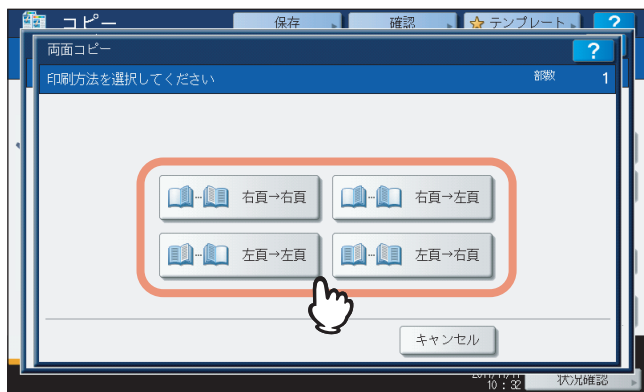 コピー
保存
確認
テンプレート
?
両面コピー
?
印刷方法を選択してください
部数
1
右頁→右頁
右頁→左頁
左頁→左頁
左頁→右頁
キャンセル
10:32
状況確認